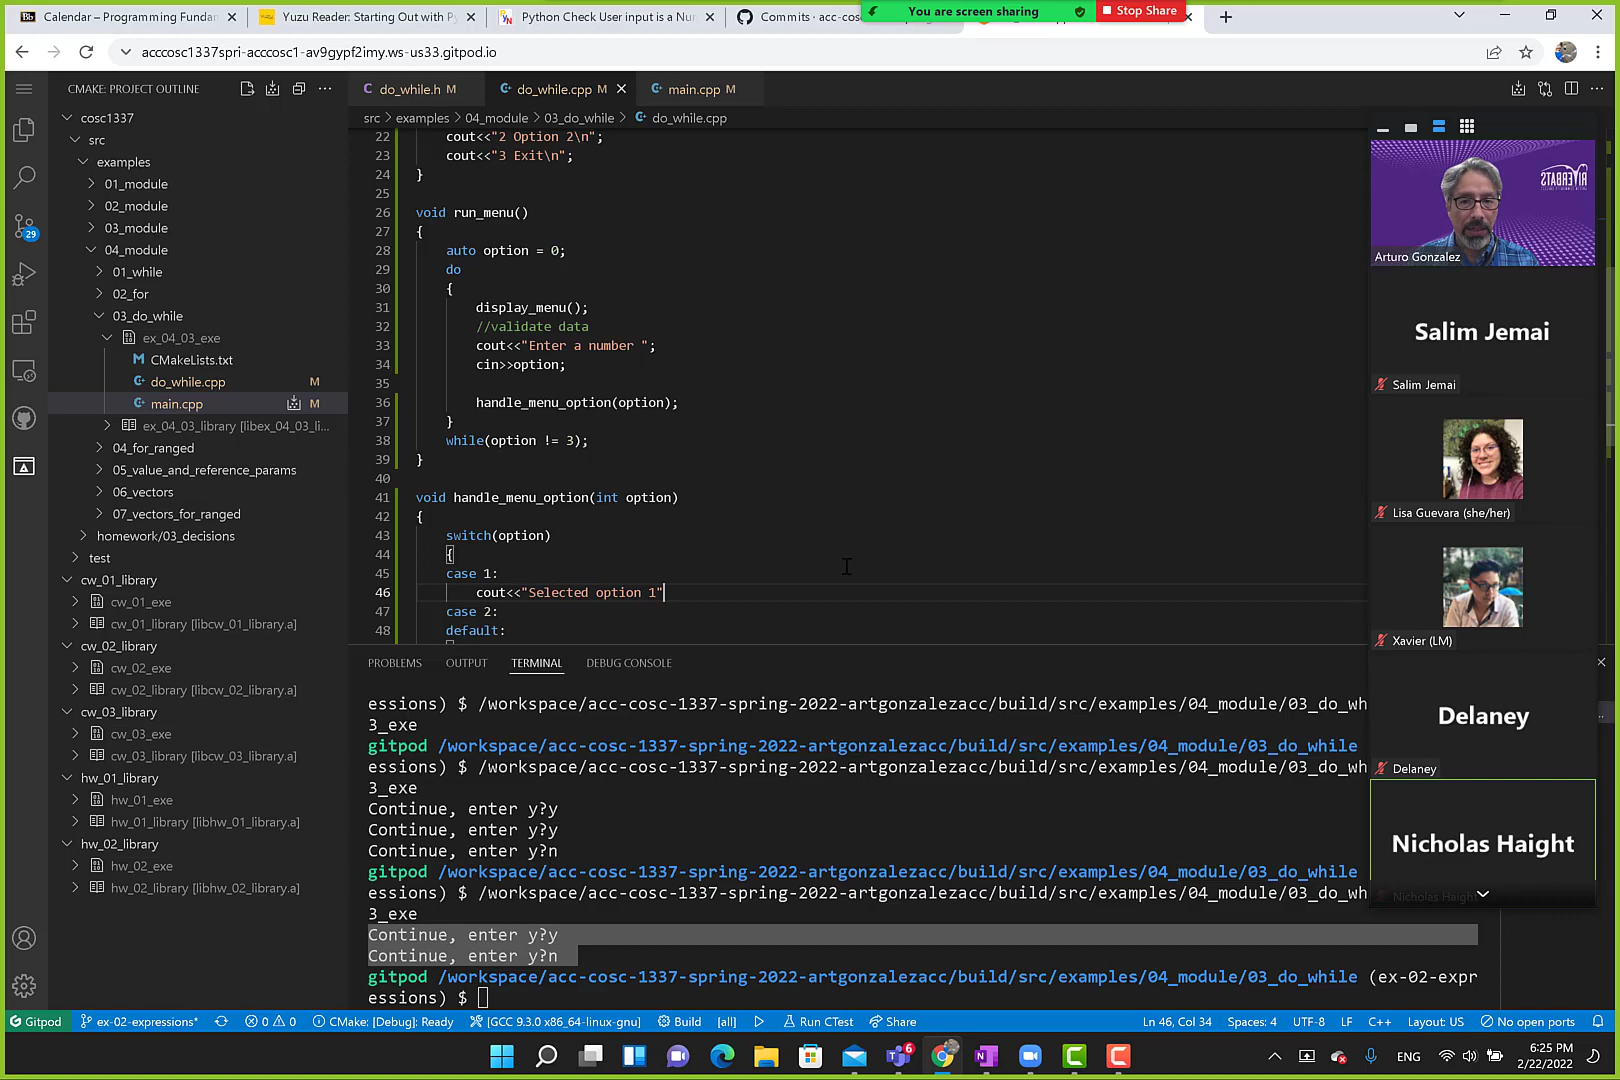 Calendar – Programming Fundar
Yuzu Reader: Starting Out with Py
Python Check User input is a Nur
Commits · acc-cos
You are screen sharing
Stop Share
acccosc1337spri-acccosc1-av9gypf2imy.ws-us33.gitpod.io
CMAKE: PROJECT OUTLINE
cosc1337
src
examples
01_module
02_module
03_module
04_module
01_while
02_for
03_do_while
ex_04_03_exe
CMakeLists.txt
do_while.cpp M
main.cpp M
ex_04_03_library [libex_04_03_li...
04_for_ranged
05_value_and_reference_params
06_vectors
07_vectors_for_ranged
homework/03_decisions
test
cw_01_library
cw_01_exe
cw_01_library [libcw_01_library.a]
cw_02_library
cw_02_exe
cw_02_library [libcw_02_library.a]
cw_03_library
cw_03_exe
cw_03_library [libcw_03_library.a]
hw_01_library
hw_01_exe
hw_01_library [libhw_01_library.a]
hw_02_library
hw_02_exe
hw_02_library [libhw_02_library.a]
29
do_while.h M
do_while.cpp M
main.cpp M
src > examples > 04_module > 03_do_while > do_while.cpp
22 cout<<"2 Option 2\n";
23 cout<<"3 Exit\n";
24 }
25
26 void run_menu()
27 {
28 auto option = 0;
29 do
30 {
31 display_menu();
32 //validate data
33 cout<<"Enter a number ";
34 cin>>option;
35
36 handle_menu_option(option);
37 }
38 while(option != 3);
39 }
40
41 void handle_menu_option(int option)
42 {
43 switch(option)
44 {
45 case 1:
46 cout<<"Selected option 1"
47 case 2:
48 default:
PROBLEMS OUTPUT TERMINAL DEBUG CONSOLE
essions) $ /workspace/acc-cosc-1337-spring-2022-artgonzalezacc/build/src/examples/04_module/03_do_wh
3_exe
gitpod /workspace/acc-cosc-1337-spring-2022-artgonzalezacc/build/src/examples/04_module/03_do_while
essions) $ /workspace/acc-cosc-1337-spring-2022-artgonzalezacc/build/src/examples/04_module/03_do_wh
3_exe
Continue, enter y?y
Continue, enter y?y
Continue, enter y?n
gitpod /workspace/acc-cosc-1337-spring-2022-artgonzalezacc/build/src/examples/04_module/03_do_while
essions) $ /workspace/acc-cosc-1337-spring-2022-artgonzalezacc/build/src/examples/04_module/03_do_wh
3_exe
Continue, enter y?y
Continue, enter y?n
gitpod /workspace/acc-cosc-1337-spring-2022-artgonzalezacc/build/src/examples/04_module/03_do_while (ex-02-expr
essions) $
RIVERBATS
Arturo Gonzalez
Salim Jemai
Salim Jemai
Lisa Guevara (she/her)
Xavier (LM)
Delaney
Delaney
Nicholas Haight
Nicholas Haight
Gitpod ex-02-expressions* 0 0 CMake: [Debug]: Ready [GCC 9.3.0 x86_64-linux-gnu] Build [all] Run CTest Share Ln 46, Col 34 Spaces: 4 UTF-8 LF C++ Layout: US No open ports
6
ENG
6:25 PM
2/22/2022